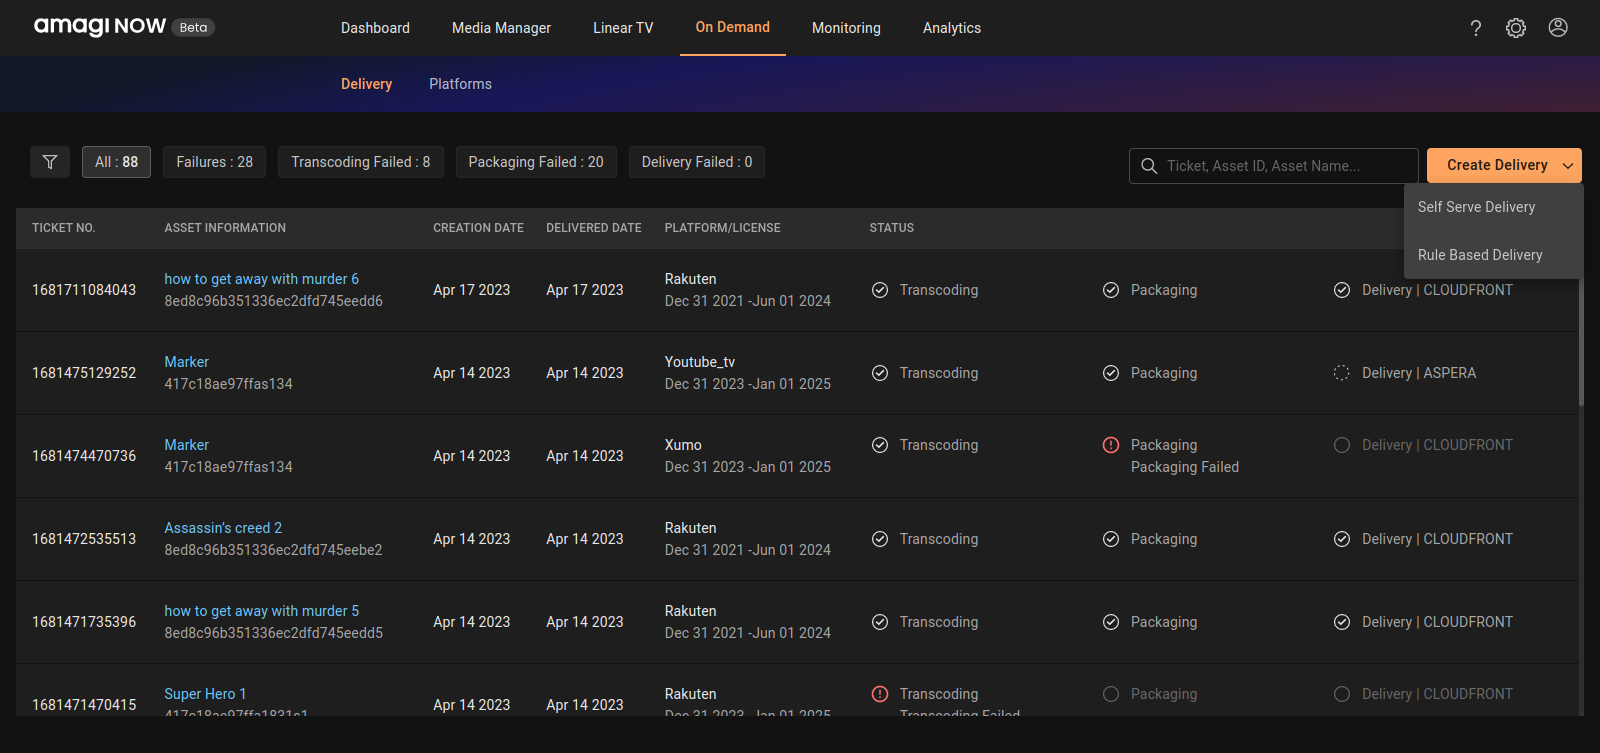 amagi NOW Beta
Dashboard Media Manager Linear TV On Demand Monitoring Analytics ?
Delivery Platforms
All : 88 Failures : 28 Transcoding Failed : 8 Packaging Failed : 20 Delivery Failed : 0 Ticket, Asset ID, Asset Name... Create Delivery
Self Serve Delivery
Rule Based Delivery
TICKET NO. ASSET INFORMATION CREATION DATE DELIVERED DATE PLATFORM/LICENSE STATUS
how to get away with murder 6 Rakuten
1681711084043 Apr 17 2023 Apr 17 2023 Transcoding Packaging Delivery | CLOUDFRONT
8ed8c96b351336ec2dfd745eedd6 Dec 31 2021 -Jun 01 2024
Marker Youtube_tv
1681475129252 Apr 14 2023 Apr 14 2023 Transcoding Packaging Delivery | ASPERA
417c18ae97ffas134 Dec 31 2023 -Jan 01 2025
Marker Xumo Transcoding Packaging Delivery | CLOUDFRONT
1681474470736 Apr 14 2023 Apr 14 2023
417c18ae97ffas134 Dec 31 2023 -Jan 01 2025 Packaging Failed
Assassin's creed 2 Rakuten
1681472535513 Apr 14 2023 Apr 14 2023 Transcoding Packaging Delivery | CLOUDFRONT
8ed8c96b351336ec2dfd745eebe2 Dec 31 2021 -Jun 01 2024
how to get away with murder 5 Rakuten
1681471735396 Apr 14 2023 Apr 14 2023 Transcoding Packaging Delivery | CLOUDFRONT
8ed8c96b351336ec2dfd745eedd5 Dec 31 2021 -Jun 01 2024
Super Hero 1 Rakuten Transcoding Packaging Delivery | CLOUDFRONT
1681471470415 Apr 14 2023 Apr 14 2023
Dec 31 2023 -Jan 01 2025 Transcoding Failed